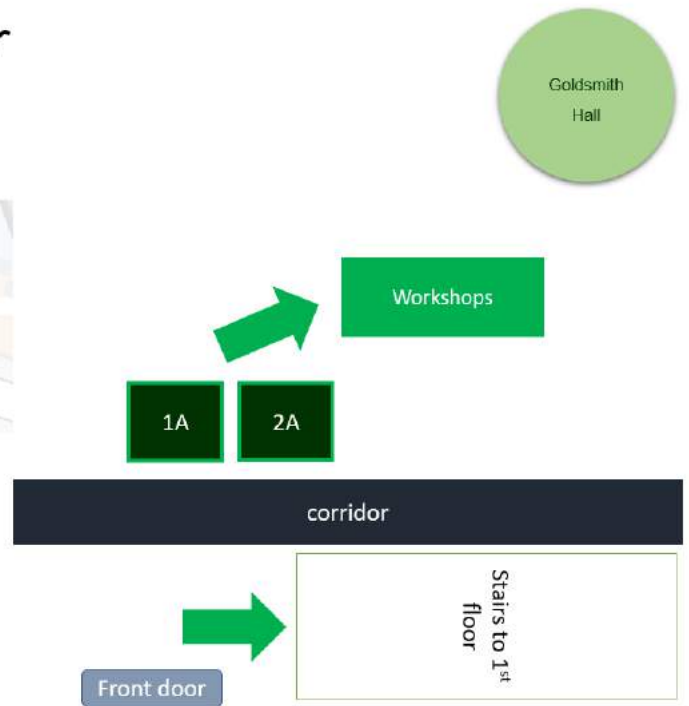 Goldsmith
Hall
Workshops
1A
2A
corridor
Stairs to 1st
floor
Front door